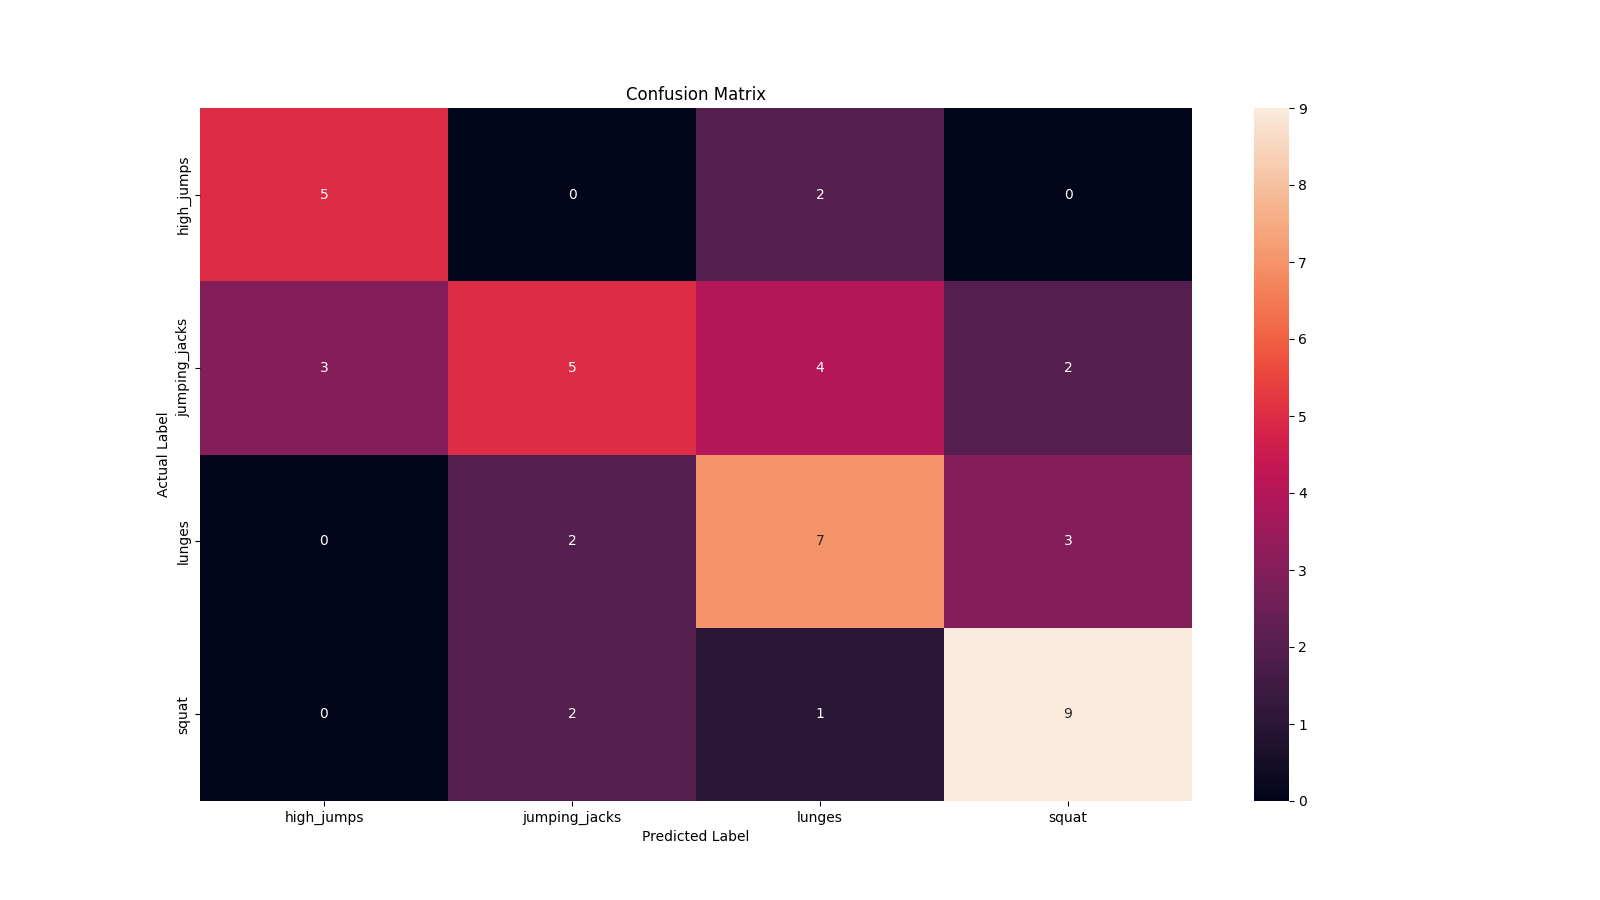 Confusion Matrix
high_jumps
5 0 2 0
jumping_jacks
3 5 4 2
lunges
0 2 7 3
squat
0 2 1 9
Actual Label
high_jumps jumping_jacks lunges squat
Predicted Label
9
8
7
6
5
4
3
2
1
0